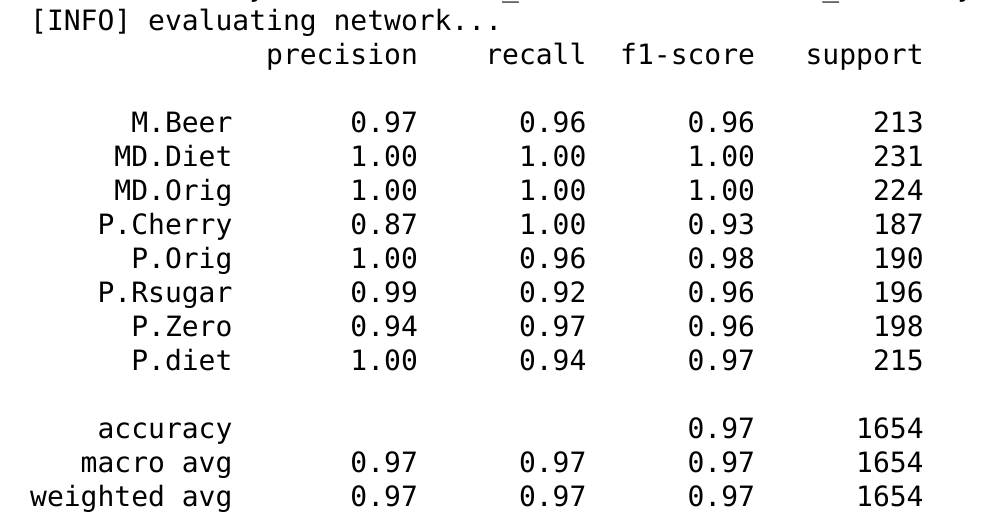 [INFO] evaluating network...
precision recall f1-score support
M.Beer 0.97 0.96 0.96 213
MD.Diet 1.00 1.00 1.00 231
MD.Orig 1.00 1.00 1.00 224
P.Cherry 0.87 1.00 0.93 187
P.Orig 1.00 0.96 0.98 190
P.Rsugar 0.99 0.92 0.96 196
P.Zero 0.94 0.97 0.96 198
P.diet 1.00 0.94 0.97 215
accuracy 0.97 1654
macro avg 0.97 0.97 0.97 1654
weighted avg 0.97 0.97 0.97 1654